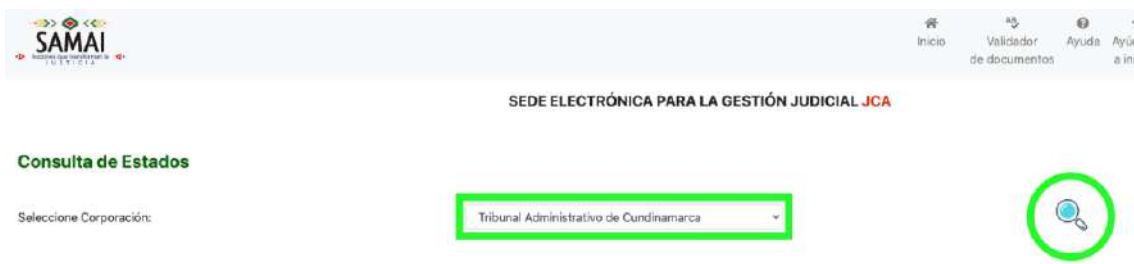 SAMAI
JUSTICIA
Inicio
Validador
de documentos
Ayuda
SEDE ELECTRÓNICA PARA LA GESTIÓN JUDICIAL JCA
Consulta de Estados
Seleccione Corporación:
Tribunal Administrativo de Cundinamarca